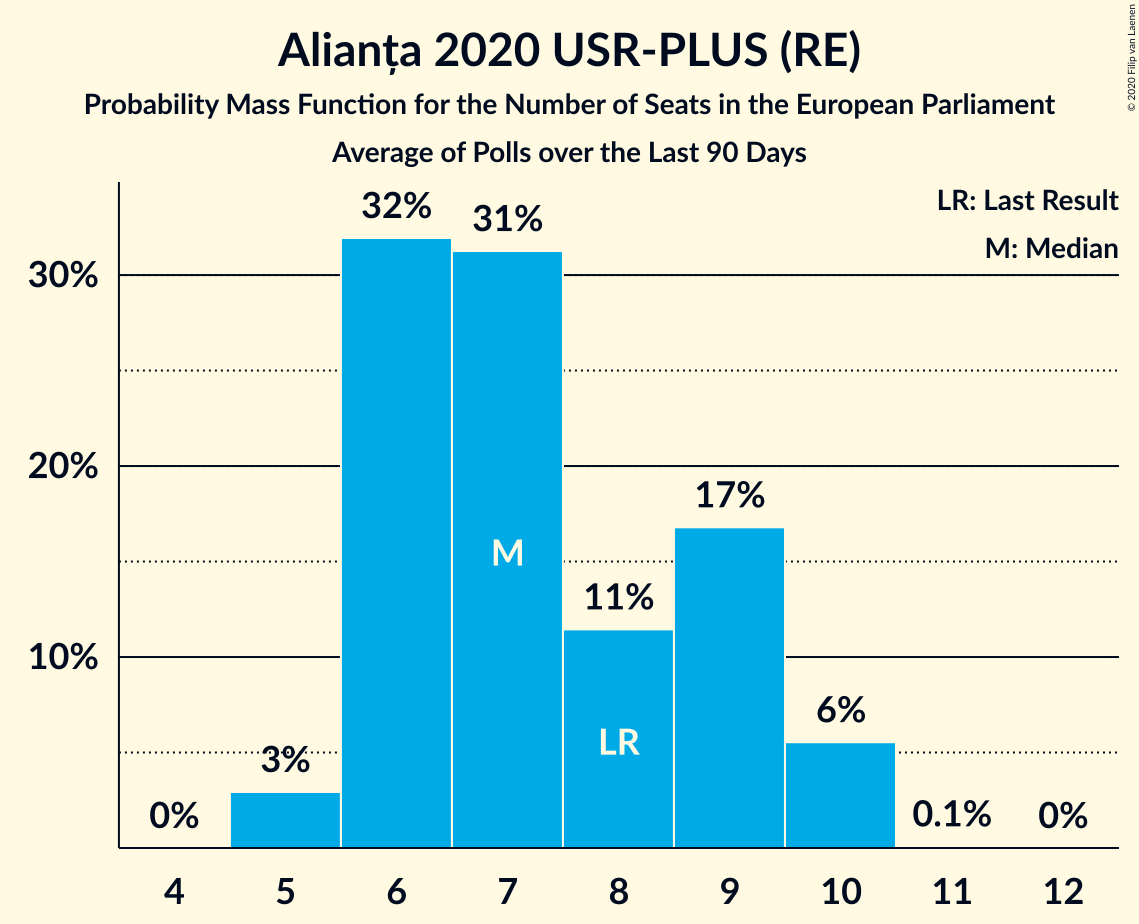 Alianța 2020 USR-PLUS (RE)
Probability Mass Function for the Number of Seats in the European Parliament
Average of Polls over the Last 90 Days
© 2020 Filip van Laenen
LR: Last Result
M: Median
30%
20%
10%
0%
3%
32%
31%
11%
17%
6%
0.1%
0%
M
LR
4 5 6 7 8 9 10 11 12